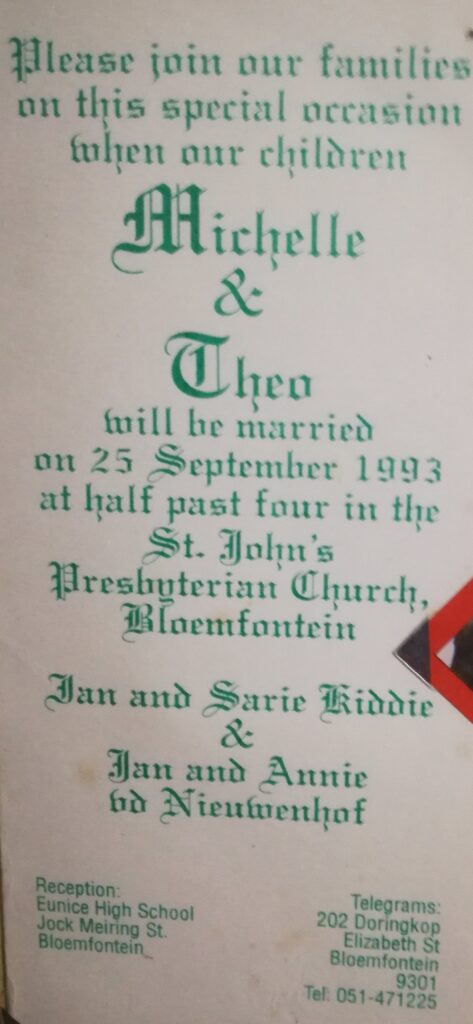 Please join our families
on this special occasion
when our children
Michelle
&
Theo
will be married
on 25 September 1993
at half past four in the
St. John's
Presbyterian Church,
Bloemfontein
Jan and Sarie Kiddie
&
Jan and Annie
vd Nieuwenhof
Reception:
Eunice High School
Jock Meiring St.
Bloemfontein
Telegrams:
202 Doringkop
Elizabeth St
Bloemfontein
9301
Tel: 051-471225